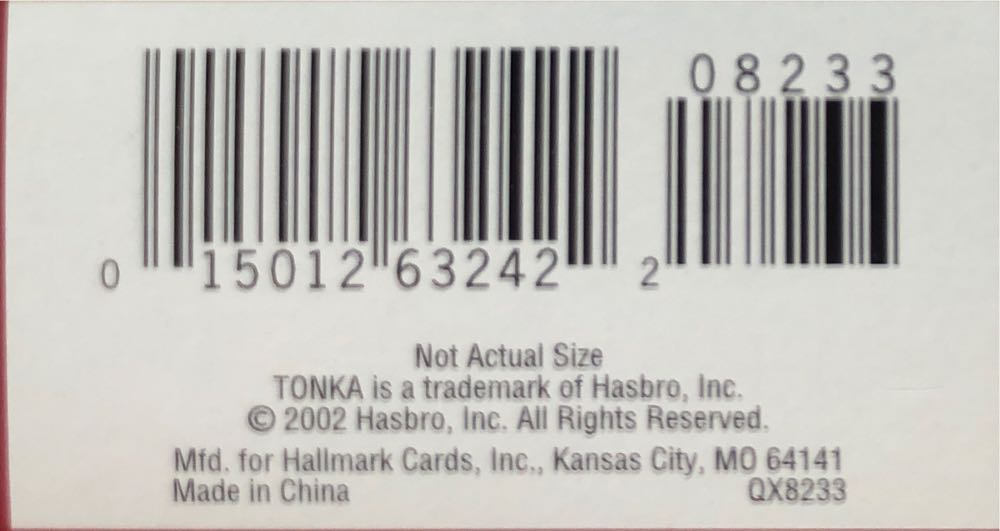 08233
0 15012 63242 2
Not Actual Size
TONKA is a trademark of Hasbro, Inc.
© 2002 Hasbro, Inc. All Rights Reserved.
Mfd. for Hallmark Cards, Inc., Kansas City, MO 64141
Made in China QX8233